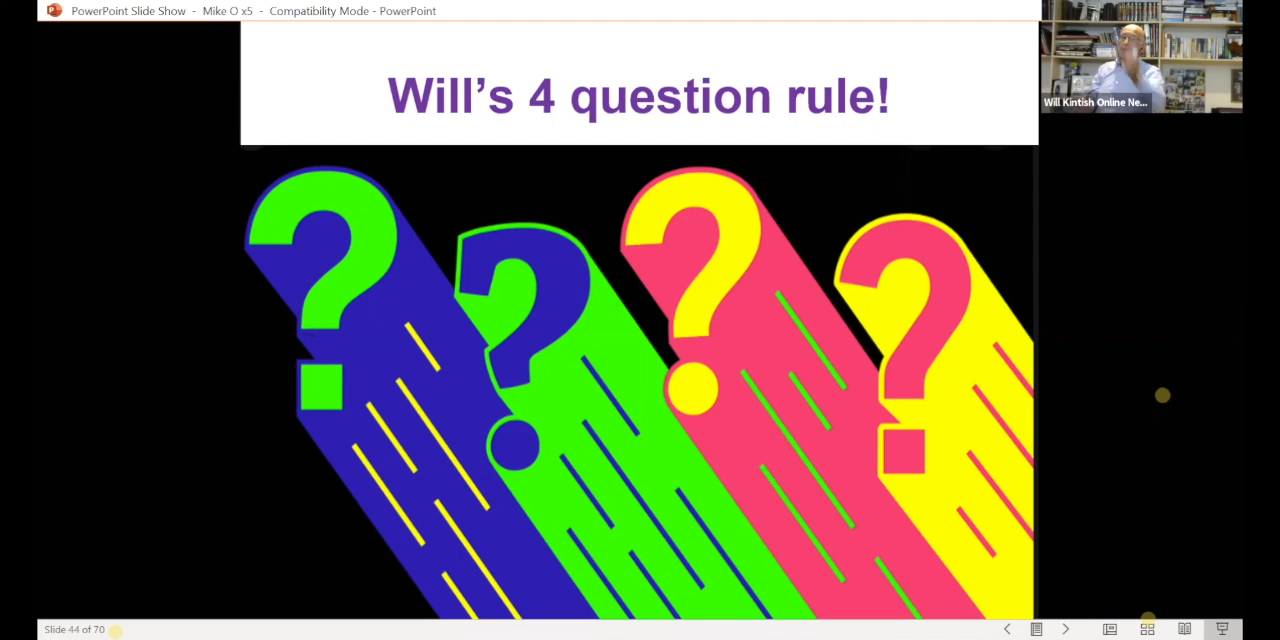 PowerPoint Slide Show - Mike O x5 - Compatibility Mode - PowerPoint
Will's 4 question rule!
Will Kintish Online Ne...
? ? ? ?
Slide 44 of 70